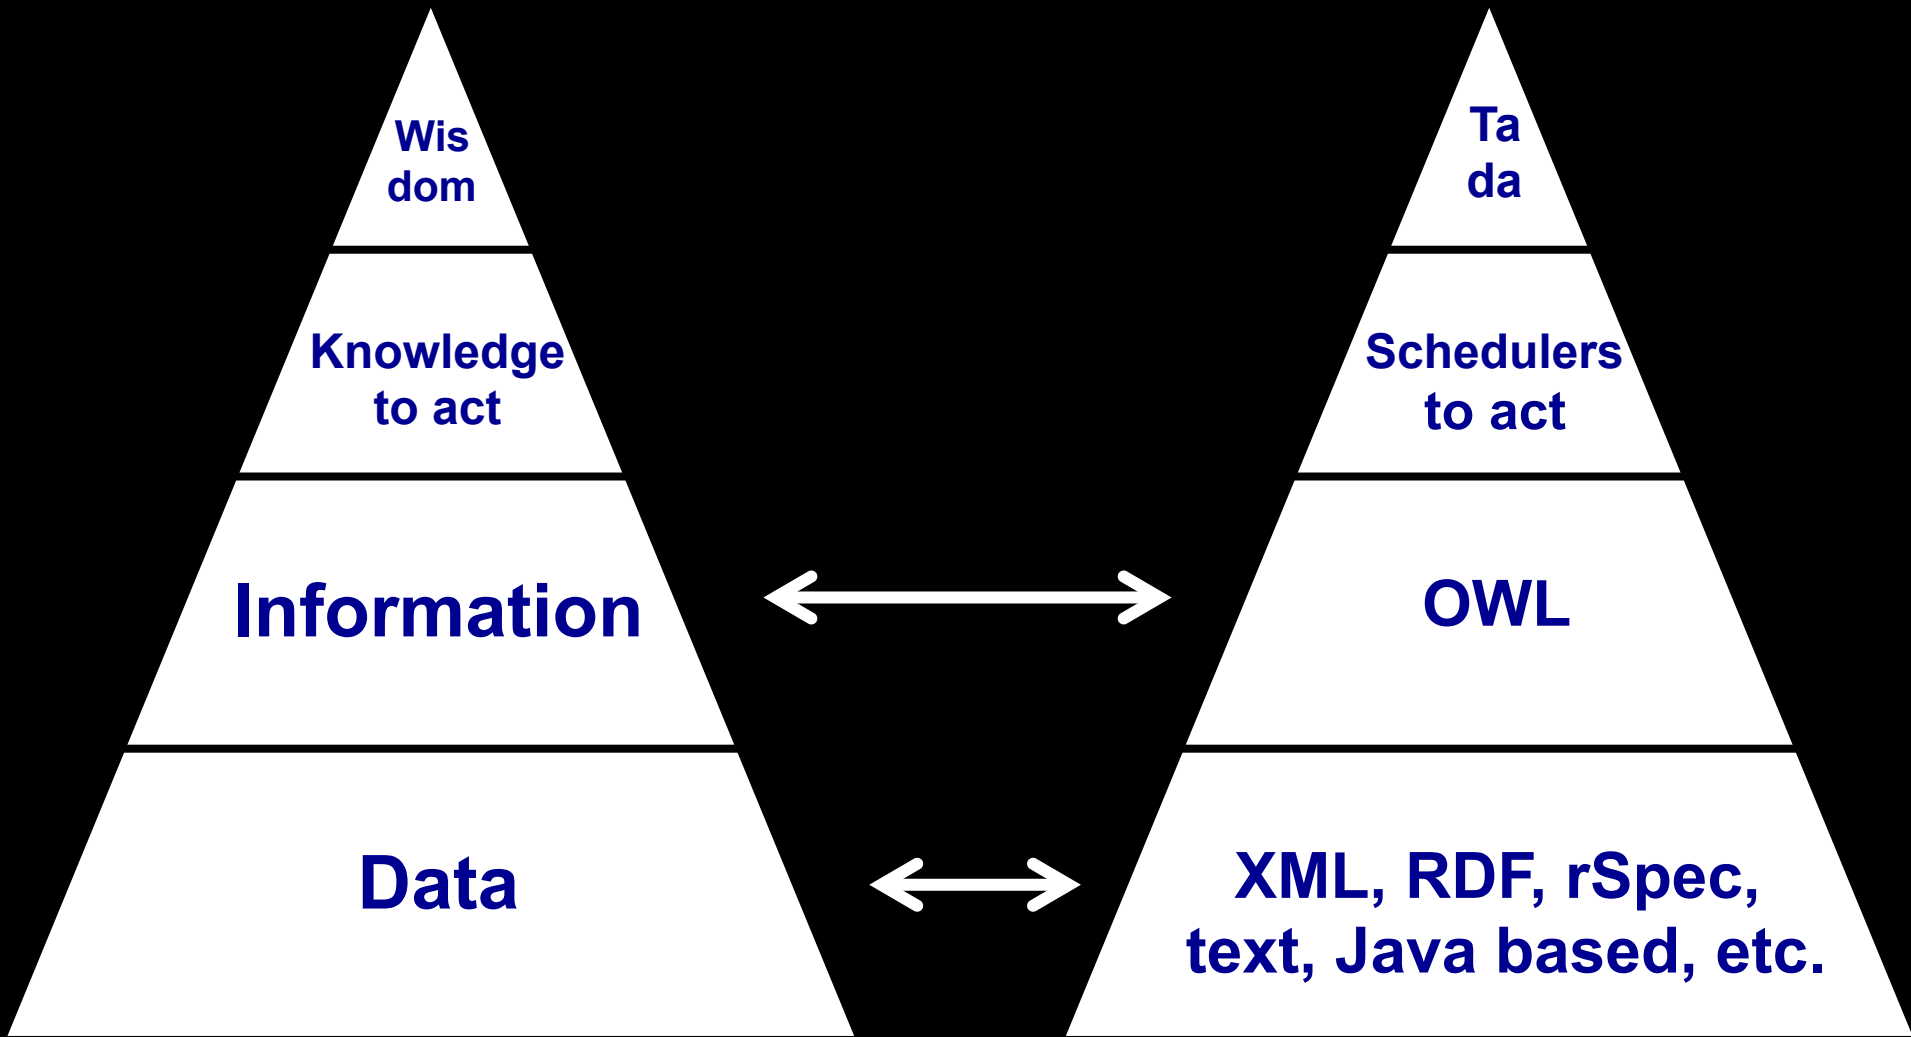 Wis
dom
Knowledge
to act
Information
Data
Ta
da
Schedulers
to act
OWL
XML, RDF, rSpec,
text, Java based, etc.